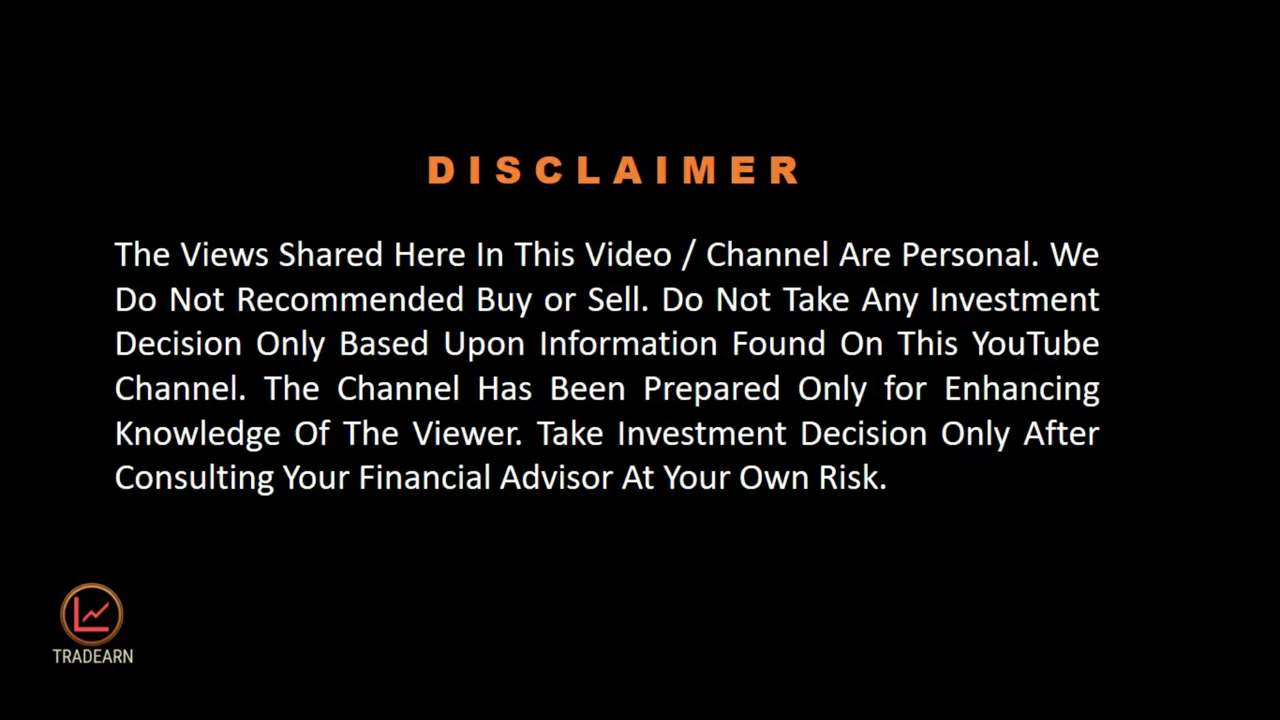 DISCLAIMER
The Views Shared Here In This Video / Channel Are Personal. We
Do Not Recommended Buy or Sell. Do Not Take Any Investment
Decision Only Based Upon Information Found On This YouTube
Channel. The Channel Has Been Prepared Only for Enhancing
Knowledge Of The Viewer. Take Investment Decision Only After
Consulting Your Financial Advisor At Your Own Risk.
TRADEARN